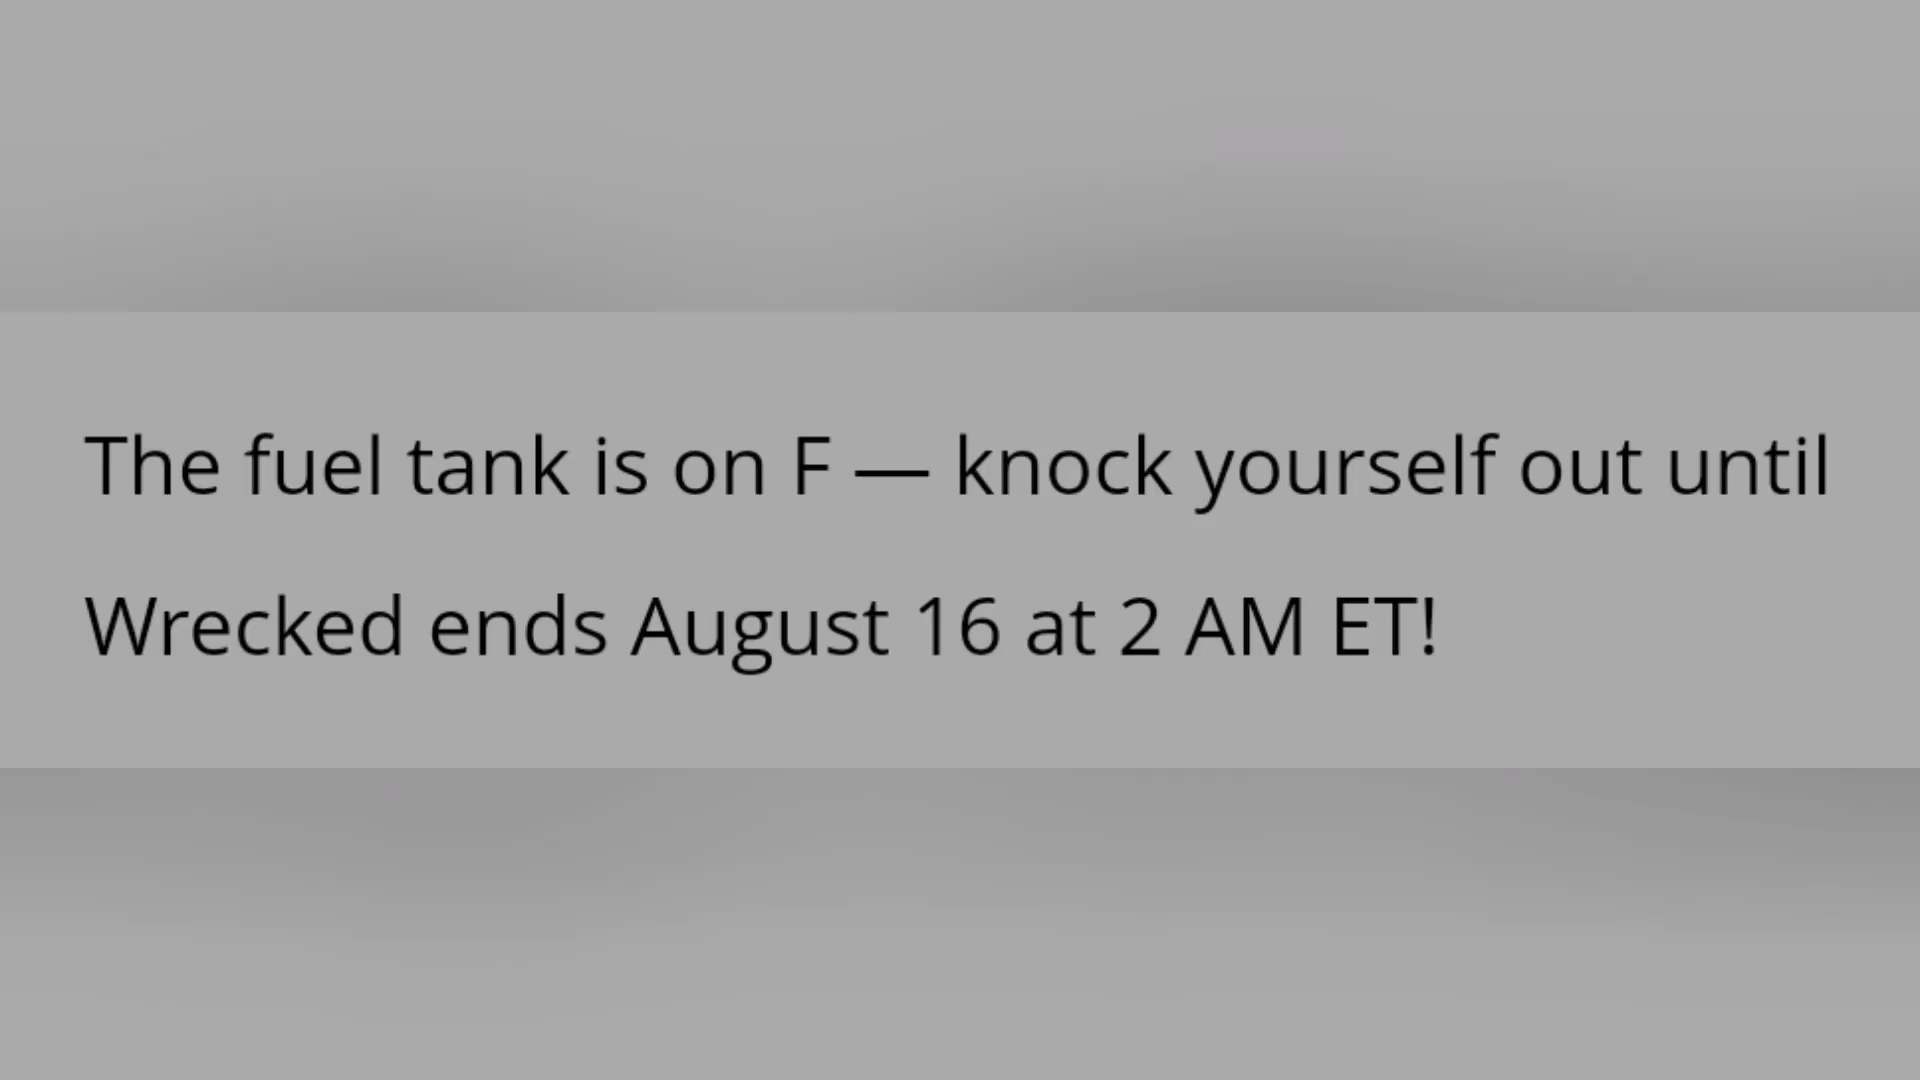 The fuel tank is on F — knock yourself out until
Wrecked ends August 16 at 2 AM ET!